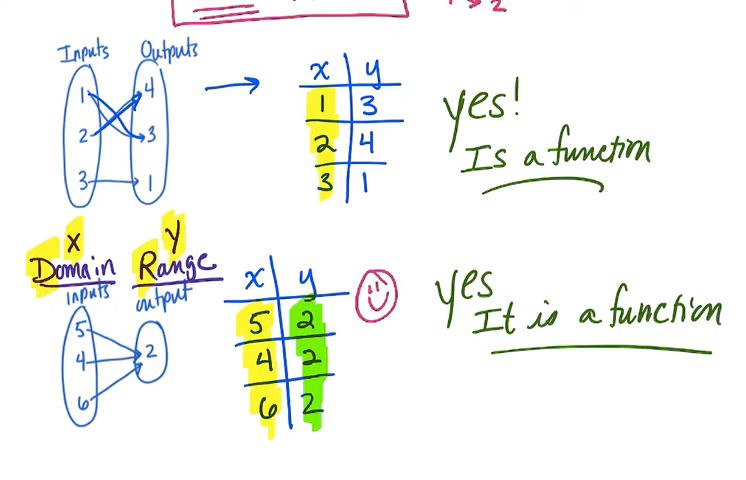 2
Inputs Outputs
1 4
2 3
3 1
x y
1 3
2 4
3 1
yes!
Is a function
x y
Domain Range
inputs output
5
4 2
6
x y
5 2
4 2
6 2
yes
It is a function